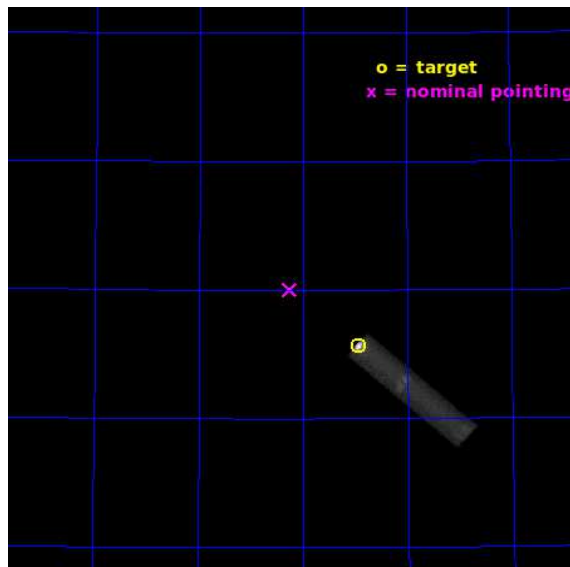 o = target
x = nominal pointing